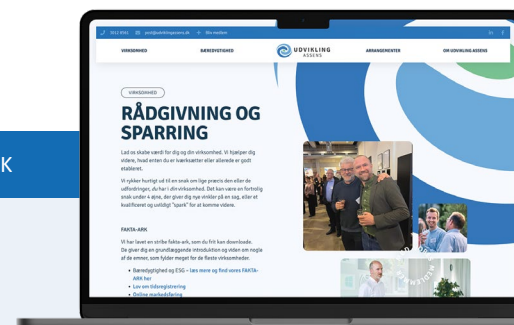 K
post@udviklingassens.dk Bliv medlem
VIRKSOMHED BÆREDYGTIGHED UDVIKLING ASSENS ARRANGEMENTER OM UDVIKLING ASSENS
VIRKSOMHED
RÅDGIVNING OG
SPARRING
Lad os skabe værdi for dig og din virksomhed. Vi hjælper dig
videre, hvad enten du er iværksætter eller allerede er godt
etableret.
Vi rykker hurtigt ud til en snak om lige præcis den eller de
udfordringer, du har i din virksomhed. Det kan være en fortrolig
snak under 4 øjne, der giver dig nye vinkler på en sag, eller et
kvalificeret og uvildigt "spark" for at komme videre.
FAKTA-ARK
Vi har lavet en stribe fakta-ark, som du frit kan downloade.
De giver dig en grundlæggende introduktion og viden om nogle
af de emner, som fylder meget for de fleste virksomheder.
• Bæredygtighed og ESG – læs mere og find vores FAKTA-
ARK her
• Lov om tidsregistrering
• Online markedsføring